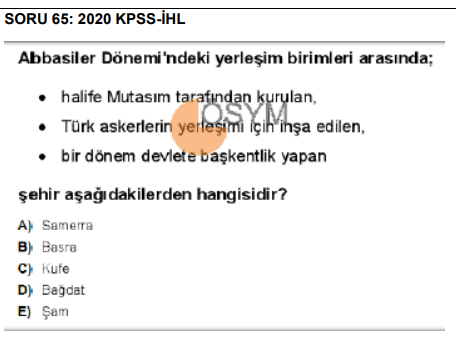 SORU 65: 2020 KPSS-İHL
Abbasiler Dönemi'ndeki yerleşim birimleri arasında;
• halife Mutasım tarafından kurulan,
• Türk askerlerin yerleşimi için inşa edilen,
• bir dönem devlete başkentlik yapan
ÖSYM
şehir aşağıdakilerden hangisidir?
A) Samerra
B) Basra
C) Kufe
D) Bağdat
E) Şam